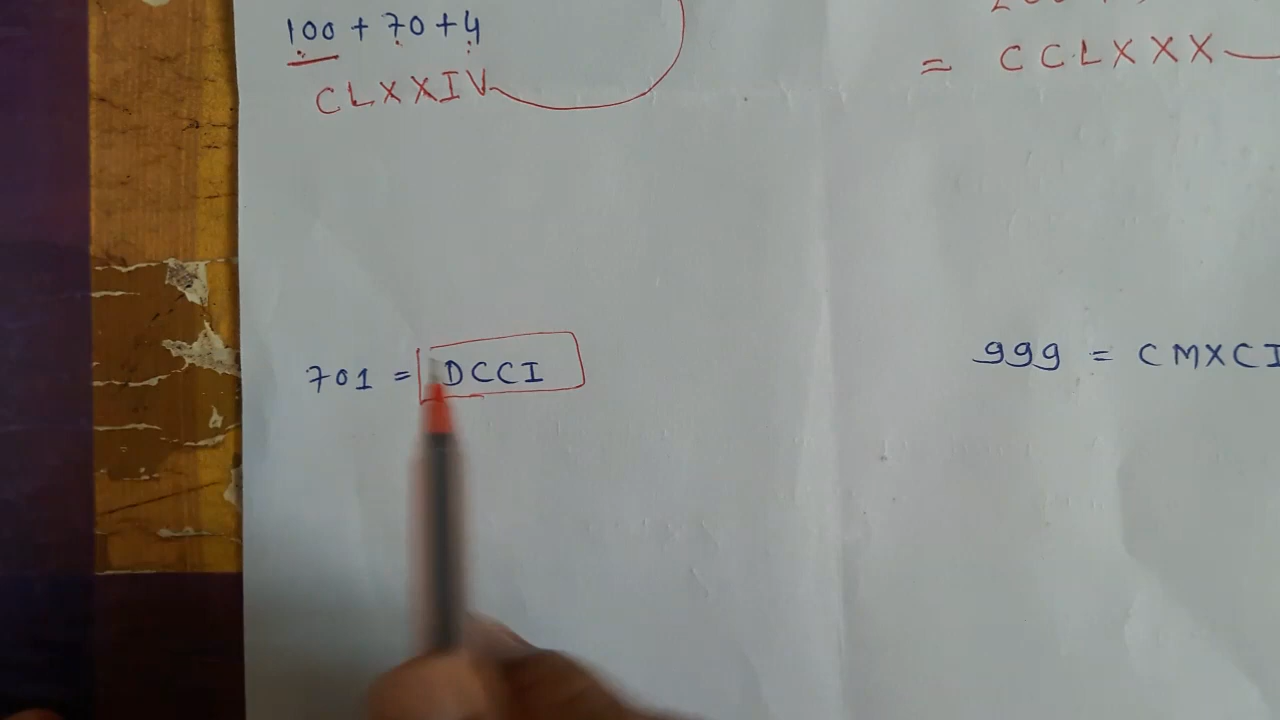 100 + 70 + 4
CLXXIV
= CCLXXX
701 = DCCI
999 = CMXCI